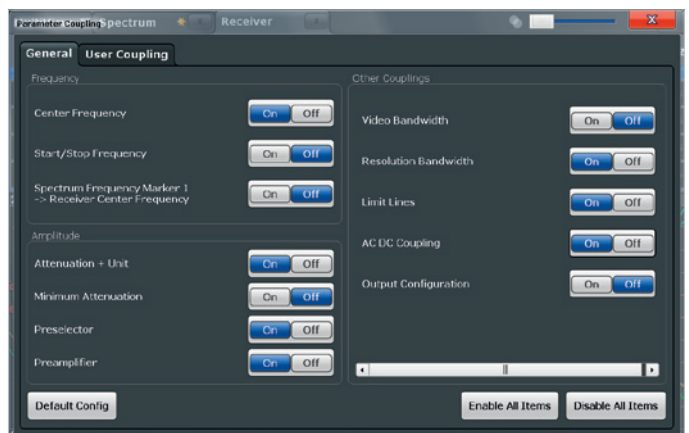 Parameter Coupling Spectrum Receiver
X
General User Coupling
Frequency
Center Frequency On Off
Start/Stop Frequency On Off
Spectrum Frequency Marker 1
-> Receiver Center Frequency On Off
Amplitude
Attenuation + Unit On Off
Minimum Attenuation On Off
Preselector On Off
Preamplifier On Off
Other Couplings
Video Bandwidth On Off
Resolution Bandwidth On Off
Limit Lines On Off
AC DC Coupling On Off
Output Configuration On Off
Default Config Enable All Items Disable All Items